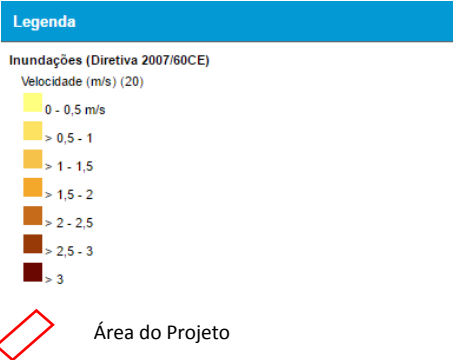 Legenda
Inundações (Diretiva 2007/60CE)
Velocidade (m/s) (20)
0 - 0,5 m/s
> 0,5 - 1
> 1 - 1,5
> 1,5 - 2
> 2 - 2,5
> 2,5 - 3
> 3
Área do Projeto